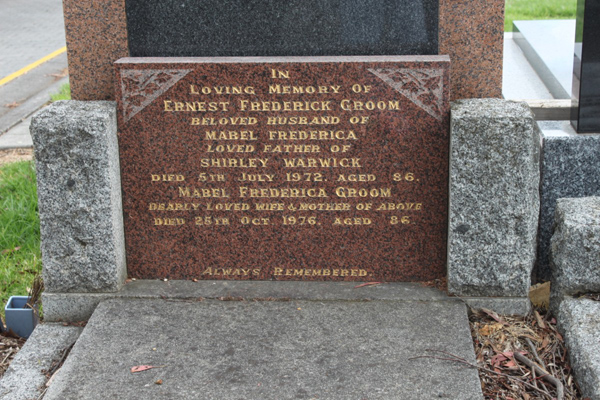 IN
LOVING MEMORY OF
ERNEST FREDERICK GROOM
BELOVED HUSBAND OF
MABEL FREDERICA
LOVED FATHER OF
SHIRLEY WARWICK
DIED 5TH JULY 1972, AGED 86.
MABEL FREDERICA GROOM
DEARLY LOVED WIFE & MOTHER OF ABOVE
DIED 28TH OCT. 1976, AGED 86.
ALWAYS REMEMBERED.